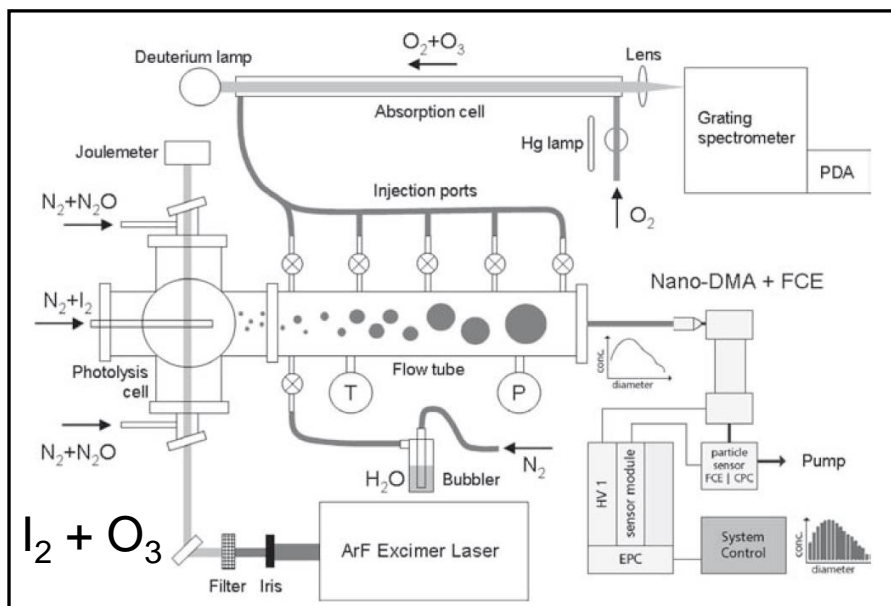 Deuterium lamp
O₂+O₃
Lens
Absorption cell
Grating
spectrometer
PDA
Hg lamp
O₂
Joulemeter
N₂+N₂O
Injection ports
N₂+I₂
Nano-DMA + FCE
Photolysis
cell
Flow tube
T
P
conc.
diameter
N₂+N₂O
H₂O
Bubbler
N₂
HV 1
sensor module
EPC
particle
sensor
FCE | CPC
Pump
System
Control
conc.
diameter
I₂ + O₃
Filter
Iris
ArF Excimer Laser